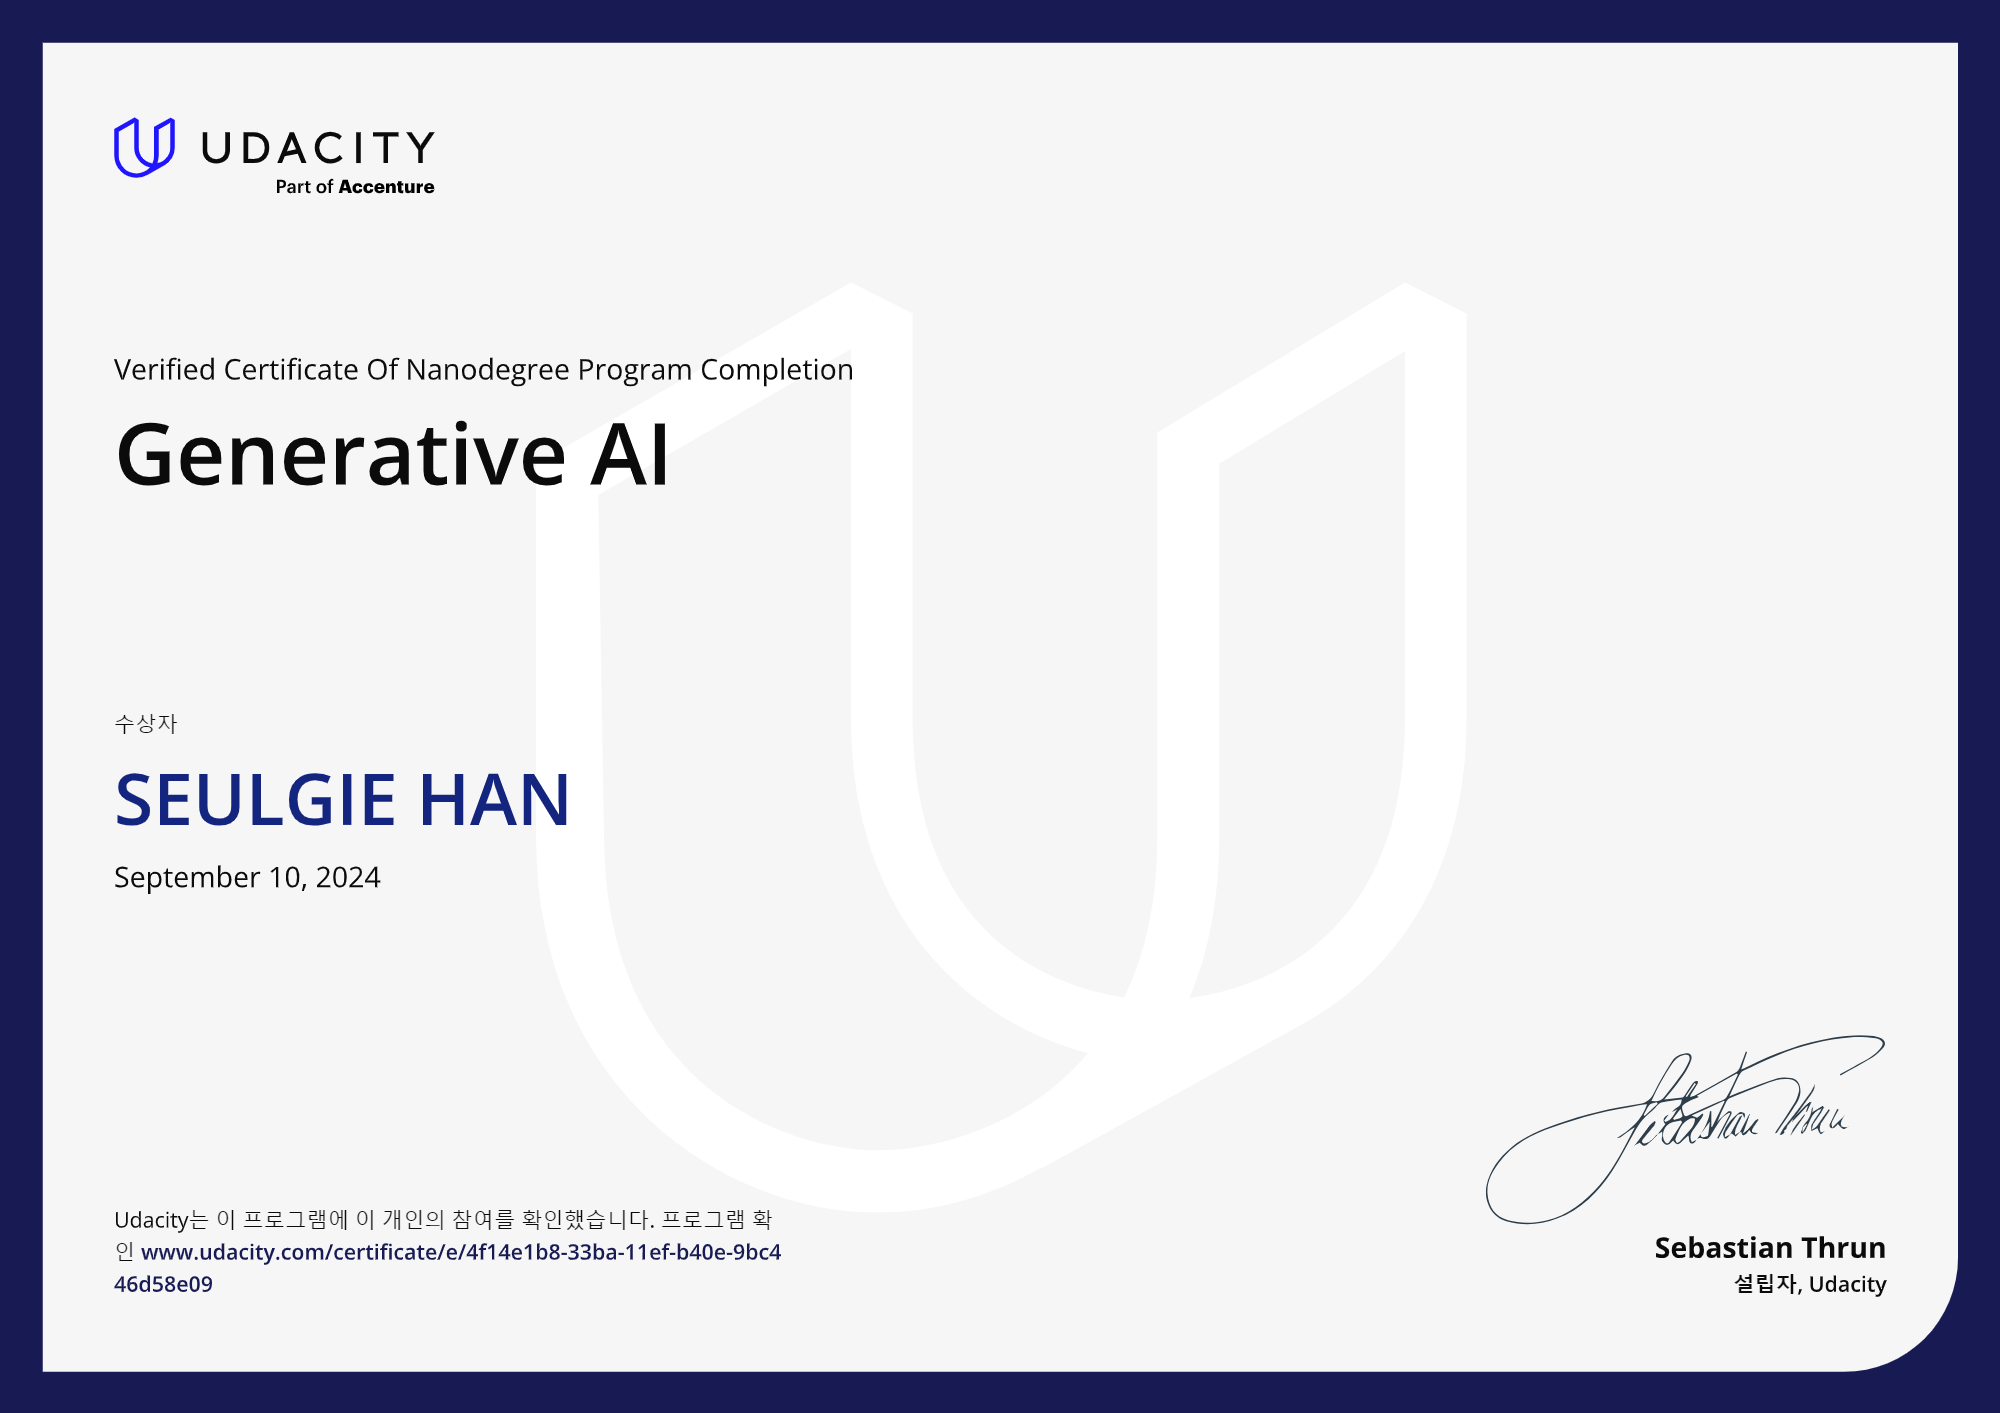 UDACITY
Part of Accenture
Verified Certificate Of Nanodegree Program Completion
Generative AI
수상자
SEULGIE HAN
September 10, 2024
Udacity는 이 프로그램에 이 개인의 참여를 확인했습니다. 프로그램 확
인 www.udacity.com/certificate/e/4f14e1b8-33ba-11ef-b40e-9bc4
46d58e09
Sebastian Thrun
Sebastian Thrun
설립자, Udacity